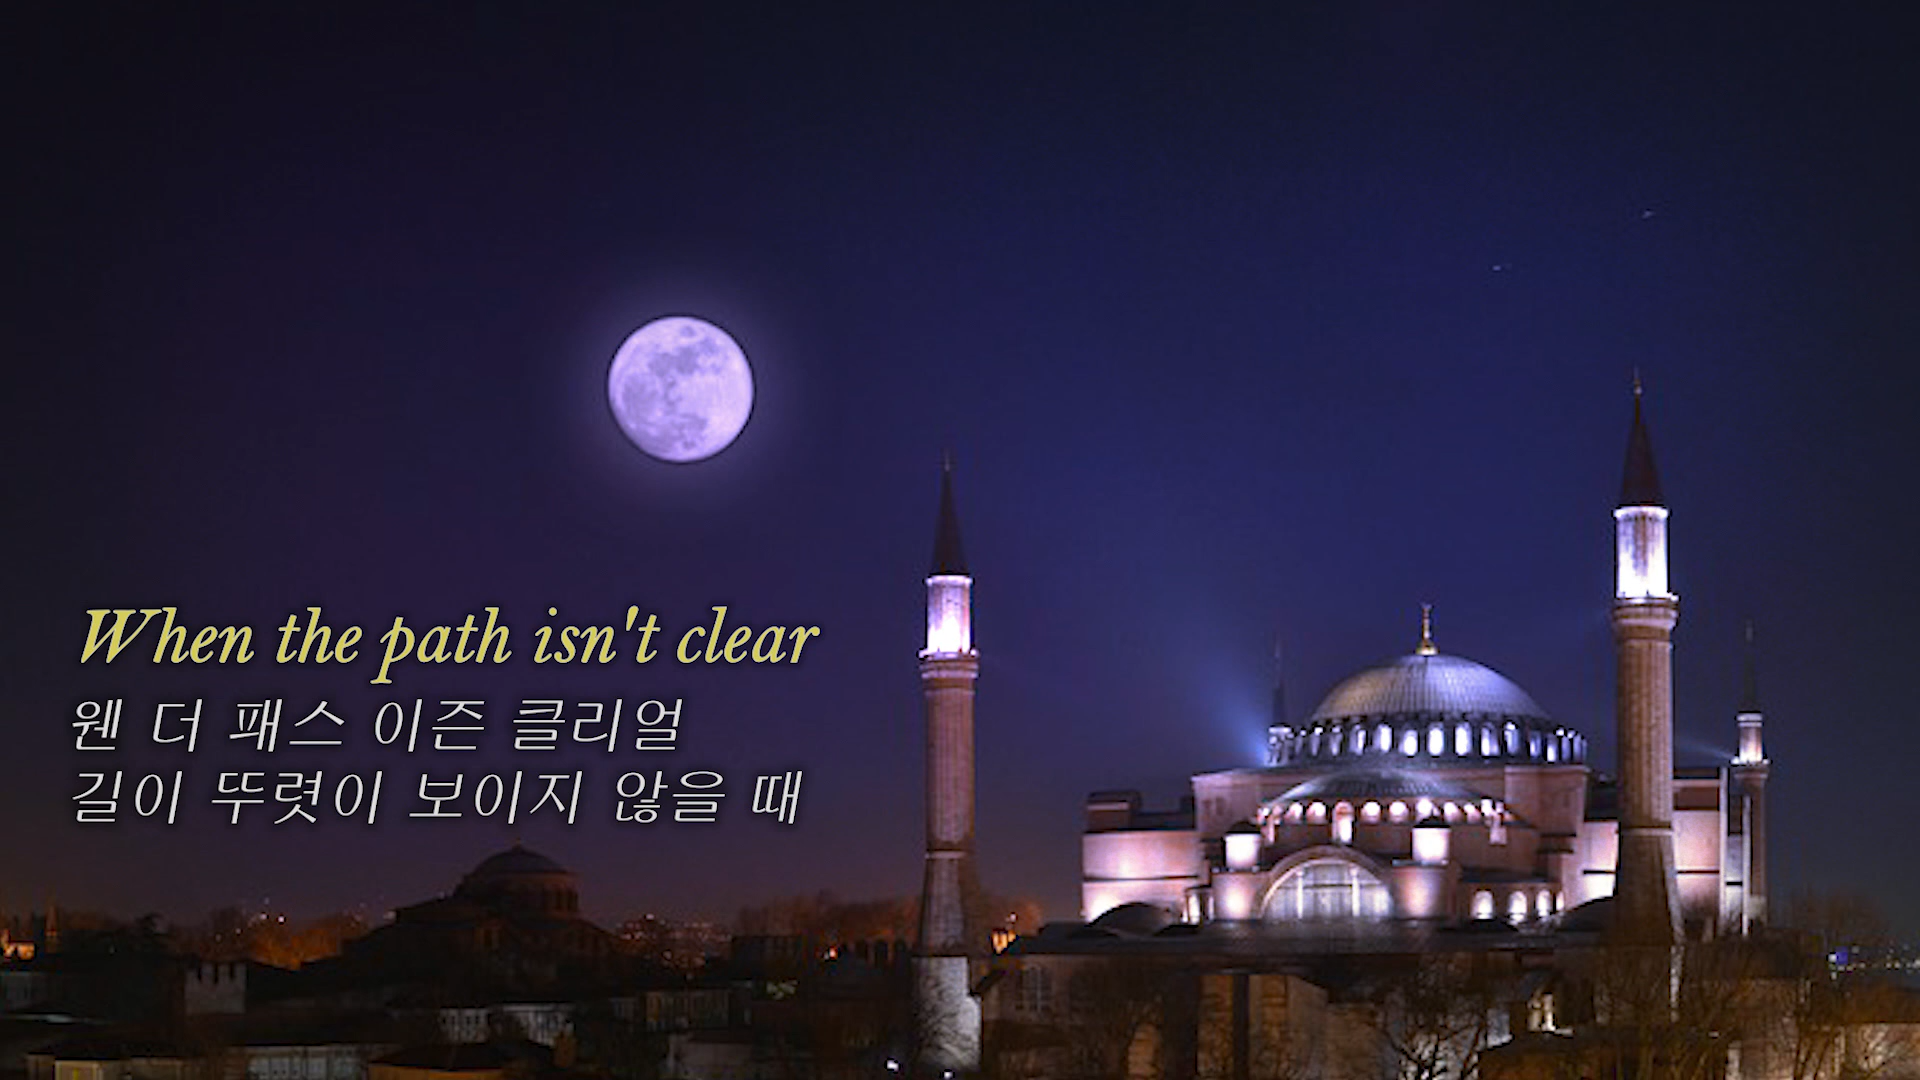 When the path isn't clear
웬 더 패스 이즌 클리얼
길이 뚜렷이 보이지 않을 때